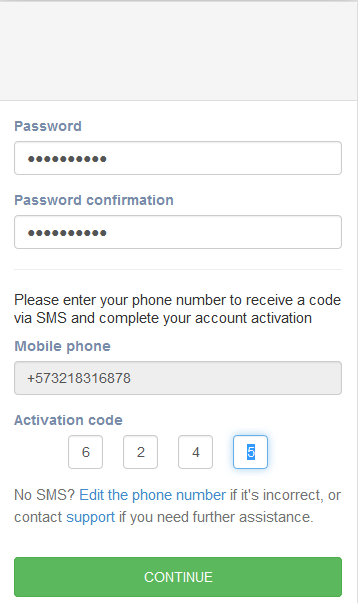 Password
••••••••••
Password confirmation
••••••••••
Please enter your phone number to receive a code
via SMS and complete your account activation
Mobile phone
+573218316878
Activation code
6 2 4 5
No SMS? Edit the phone number if it's incorrect, or
contact support if you need further assistance.
CONTINUE